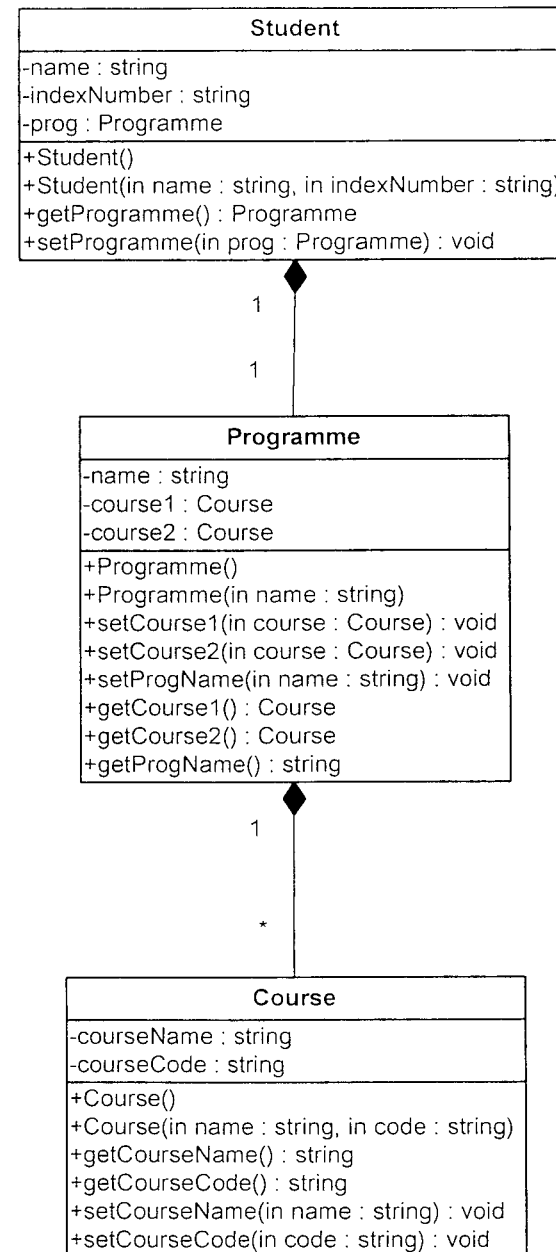 Student
-name : string
-indexNumber : string
-prog : Programme
+Student()
+Student(in name : string, in indexNumber : string)
+getProgramme() : Programme
+setProgramme(in prog : Programme) : void
1
1
Programme
-name : string
-course1 : Course
-course2 : Course
+Programme()
+Programme(in name : string)
+setCourse1(in course : Course) : void
+setCourse2(in course : Course) : void
+setProgName(in name : string) : void
+getCourse1() : Course
+getCourse2() : Course
+getProgName() : string
1
*
Course
-courseName : string
-courseCode : string
+Course()
+Course(in name : string, in code : string)
+getCourseName() : string
+getCourseCode() : string
+setCourseName(in name : string) : void
+setCourseCode(in code : string) : void